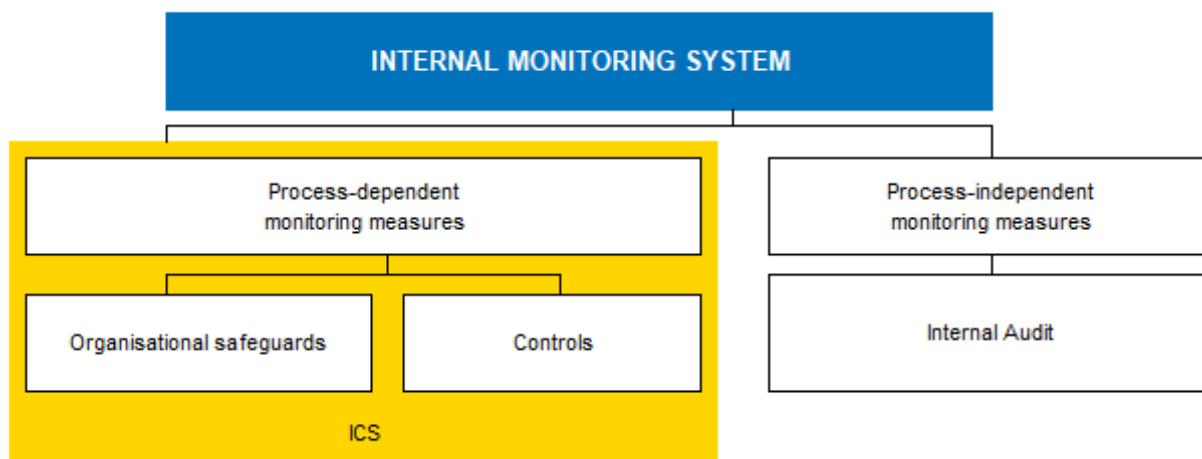 INTERNAL MONITORING SYSTEM
Process-dependent
monitoring measures
Process-independent
monitoring measures
Organisational safeguards
Controls
Internal Audit
ICS